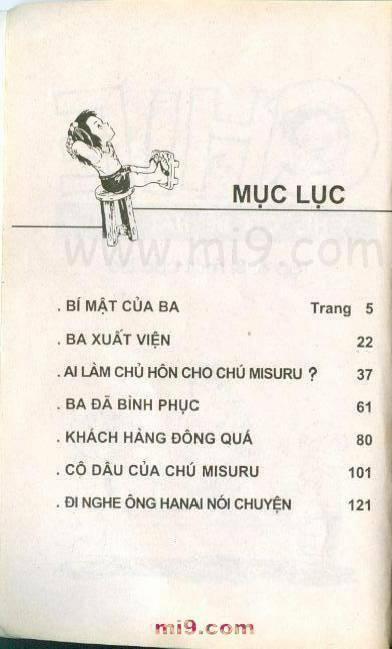 MỤC LỤC
www.mi9.com
. BÍ MẬT CỦA BA Trang 5
. BA XUẤT VIỆN 22
. AI LÀM CHỦ HÔN CHO CHÚ MISURU ? 37
. BA ĐÃ BÌNH PHỤC 61
. KHÁCH HÀNG ĐÔNG QUÁ 80
. CÔ DÂU CỦA CHÚ MISURU 101
. ĐI NGHE ÔNG HANAI NÓI CHUYỆN 121
mi9.com